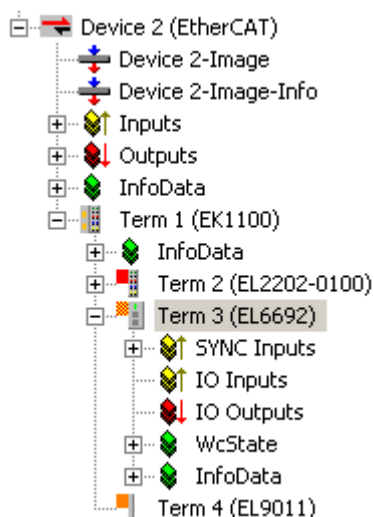 Device 2 (EtherCAT)
Device 2-Image
Device 2-Image-Info
Inputs
Outputs
InfoData
Term 1 (EK1100)
InfoData
Term 2 (EL2202-0100)
Term 3 (EL6692)
SYNC Inputs
IO Inputs
IO Outputs
WcState
InfoData
Term 4 (EL9011)